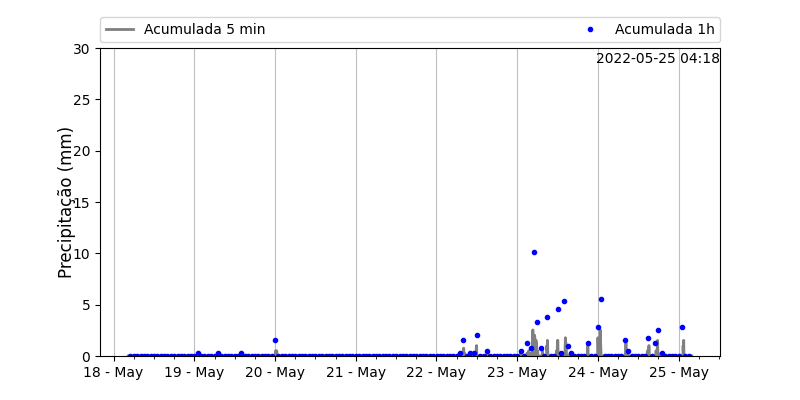 Acumulada 5 min
Acumulada 1h
2022-05-25 04:18
Precipitação (mm)
30
25
20
15
10
5
0
18 - May 19 - May 20 - May 21 - May 22 - May 23 - May 24 - May 25 - May